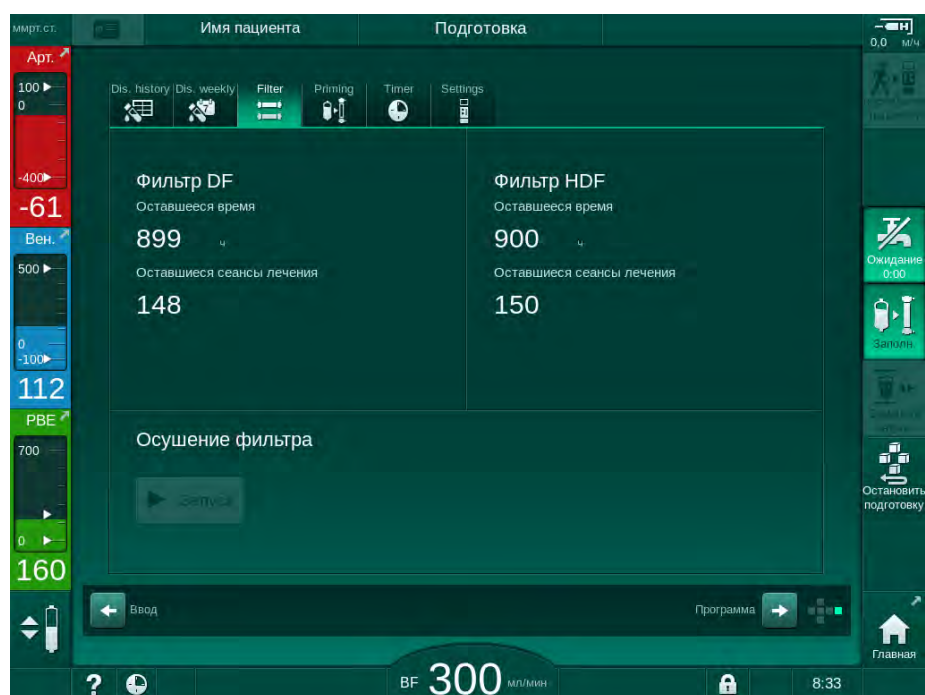 ммрт.ст.
Имя пациента
Подготовка
0,0 м/ч
Арт.
100
0
-400
-61
Вен.
500
0
-100
112
PBE
700
0
160
Dis. history
Dis. weekly
Filter
Priming
Timer
Settings
Фильтр DF
Оставшееся время
899 ч
Оставшиеся сеансы лечения
148
Фильтр HDF
Оставшееся время
900 ч
Оставшиеся сеансы лечения
150
Осушение фильтра
Запуск
Ввод
Программа
Ожидание
0:00
Заполн.
Остановить
подготовку
Главная
?
BF 300 мл/мин
8:33